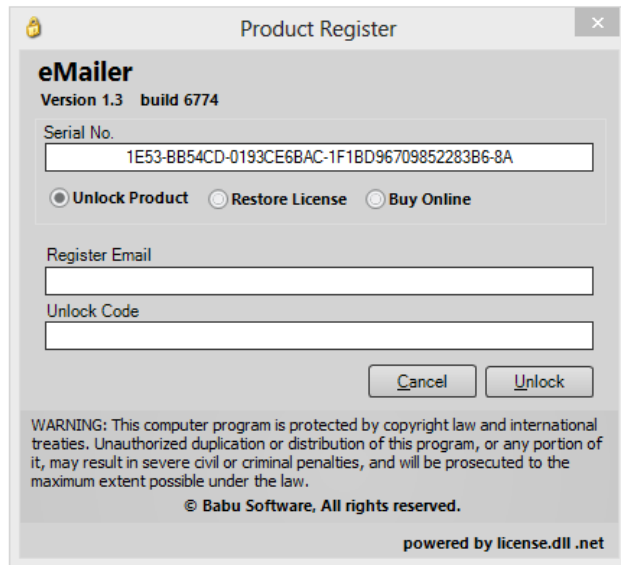 Product Register
eMailer
Version 1.3 build 6774
Serial No.
1E53-BB54CD-0193CE6BAC-1F1BD96709852283B6-8A
Unlock Product Restore License Buy Online
Register Email
Unlock Code
Cancel Unlock
WARNING: This computer program is protected by copyright law and international
treaties. Unauthorized duplication or distribution of this program, or any portion of
it, may result in severe civil or criminal penalties, and will be prosecuted to the
maximum extent possible under the law.
© Babu Software, All rights reserved.
powered by license.dll .net